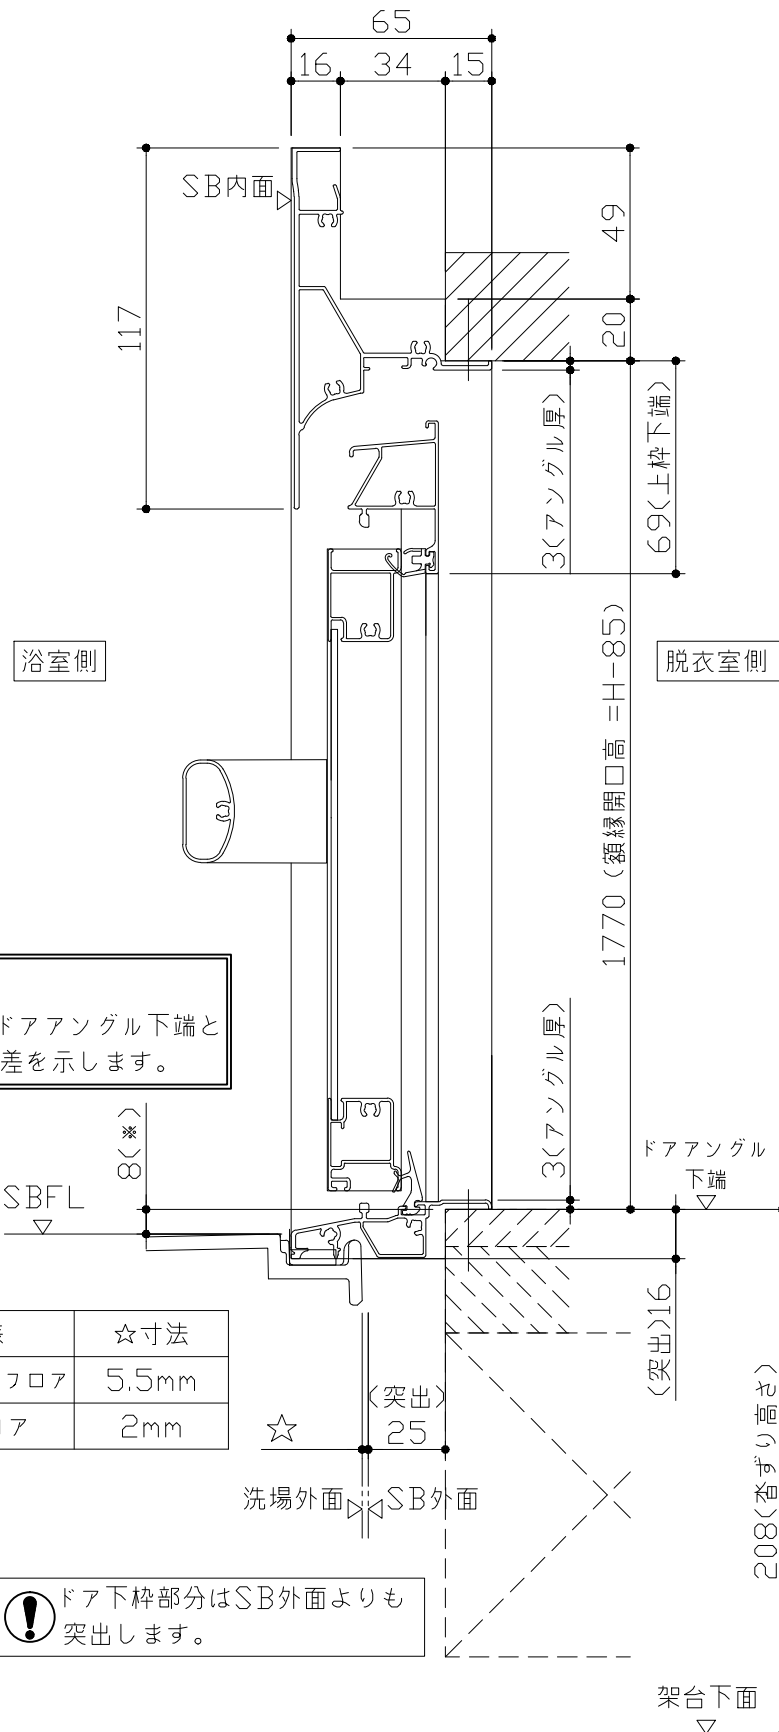 65
16
34
15
SB内面
117
49
20
3(アングル厚)
69(上枠下端)
浴室側
脱衣室側
1770(額縁開口高 =H-85)
ドアアングル下端と
差を示します。
8(※)
3(アングル厚)
ドアアングル
下端
SBFL
☆寸法
フロア
5.5mm
ア
2mm
(突出)16
(突出)
☆
25
208(沓ずり高さ)
洗場外面
SB外面
! ドア下枠部分はSB外面よりも
突出します。
架台下面